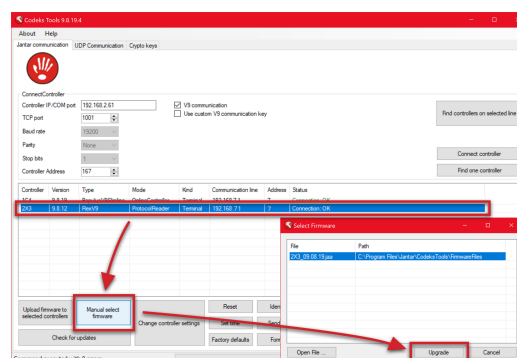 Codeks Tools 9.8.19.4
About Help
Jantar communication UDP Communication Crypto keys
ConnectController
Controller IP/COM port 192.168.2.61
V9 communication
TCP port 1001
Use custom V9 communication key
Find controllers on selected line
Baud rate 19200
Parity None
Stop bits 1
Connect controller
Controller Address 167
Find one controller
Controller Version Type Mode Kind Communication line Address Status
2X3 9.8.12 RexV9 ProtocolReader Terminal 192.168.7.1 7 Connection: OK
Select Firmware
File Path
2X3_09.08.19.jas C:\Program Files\Jantar\CodeksTools\FirmwareFiles
Upload firmware to selected controllers
Manual select firmware
Change controller settings
Reset
Set time
Check for updates
Factory defaults
Open File ... Upgrade Cancel